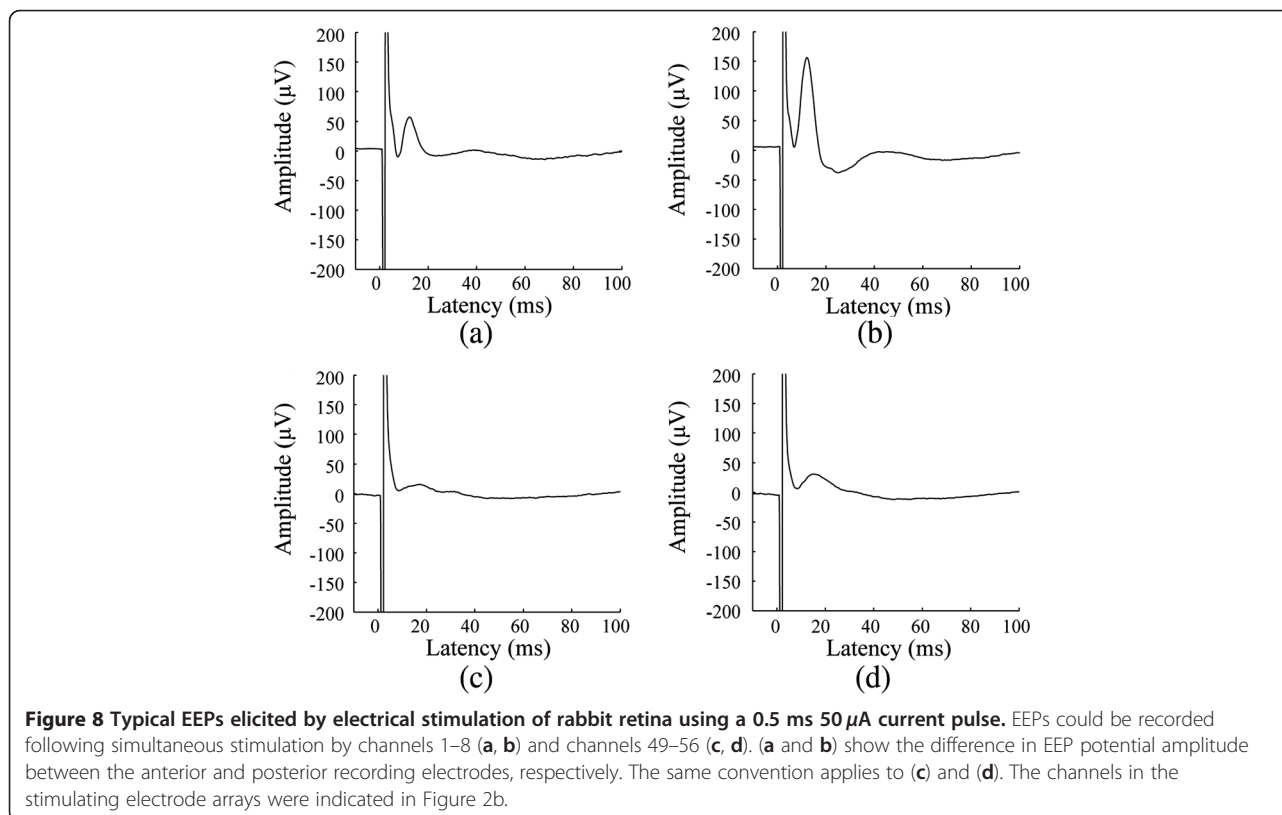 200
150
100
50
0
-50
-100
-150
-200
Amplitude (µV)
0 20 40 60 80 100
Latency (ms)
(a)
200
150
100
50
0
-50
-100
-150
-200
Amplitude (µV)
0 20 40 60 80 100
Latency (ms)
(b)
200
150
100
50
0
-50
-100
-150
-200
Amplitude (µV)
0 20 40 60 80 100
Latency (ms)
(c)
200
150
100
50
0
-50
-100
-150
-200
Amplitude (µV)
0 20 40 60 80 100
Latency (ms)
(d)
Figure 8 Typical EEPs elicited by electrical stimulation of rabbit retina using a 0.5 ms 50 µA current pulse. EEPs could be recorded
following simultaneous stimulation by channels 1–8 (a, b) and channels 49–56 (c, d). (a and b) show the difference in EEP potential amplitude
between the anterior and posterior recording electrodes, respectively. The same convention applies to (c) and (d). The channels in the
stimulating electrode arrays were indicated in Figure 2b.